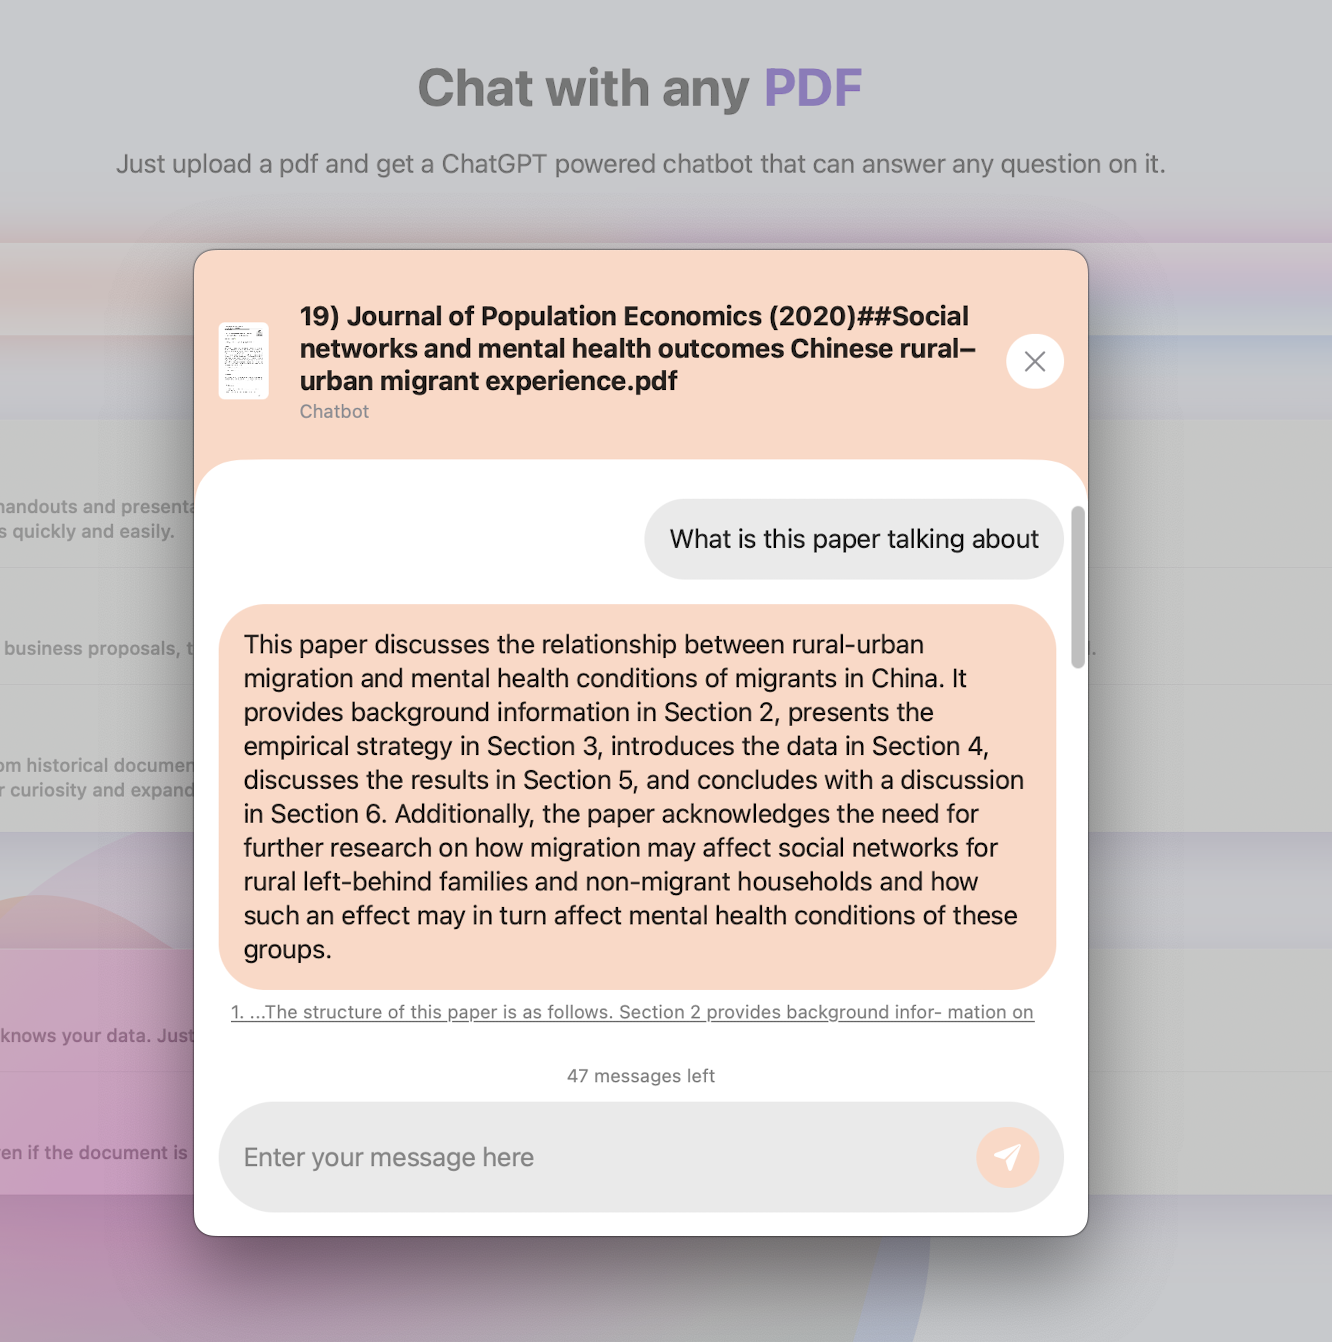 Chat with any PDF
Just upload a pdf and get a ChatGPT powered chatbot that can answer any question on it.
19) Journal of Population Economics (2020)##Social
networks and mental health outcomes Chinese rural–
urban migrant experience.pdf
Chatbot
What is this paper talking about
This paper discusses the relationship between rural-urban
migration and mental health conditions of migrants in China. It
provides background information in Section 2, presents the
empirical strategy in Section 3, introduces the data in Section 4,
discusses the results in Section 5, and concludes with a discussion
in Section 6. Additionally, the paper acknowledges the need for
further research on how migration may affect social networks for
rural left-behind families and non-migrant households and how
such an effect may in turn affect mental health conditions of these
groups.
1. ...The structure of this paper is as follows. Section 2 provides background infor- mation on
47 messages left
Enter your message here
handouts and
s quickly and easily.
business proposals,
historical
r curiosity and
knows your data. Just
if the document is